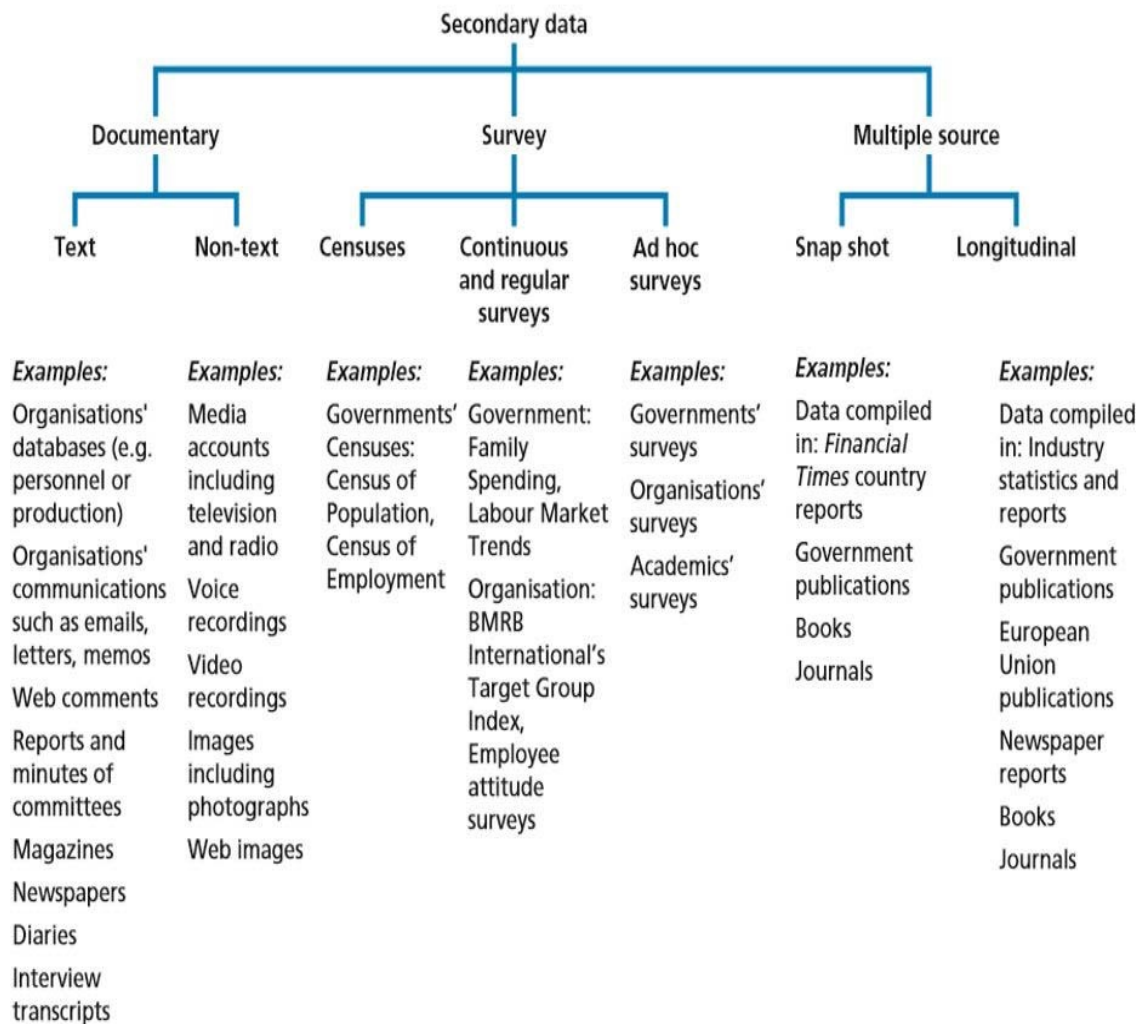 Secondary data
Documentary
Survey
Multiple source
Text
Non-text
Censuses
Continuous
and regular
surveys
Ad hoc
surveys
Snap shot
Longitudinal
Examples:
Organisations'
databases (e.g.
personnel or
production)
Organisations'
communications
such as emails,
letters, memos
Web comments
Reports and
minutes of
committees
Magazines
Newspapers
Diaries
Interview
transcripts
Examples:
Media
accounts
including
television
and radio
Voice
recordings
Video
recordings
Images
including
photographs
Web images
Examples:
Governments’
Censuses:
Census of
Population,
Census of
Employment
Examples:
Government:
Family
Spending,
Labour Market
Trends
Organisation:
BMRB
International’s
Target Group
Index,
Employee
attitude
surveys
Examples:
Governments’
surveys
Organisations’
surveys
Academics’
surveys
Examples:
Data compiled
in: Financial
Times country
reports
Government
publications
Books
Journals
Examples:
Data compiled
in: Industry
statistics and
reports
Government
publications
European
Union
publications
Newspaper
reports
Books
Journals